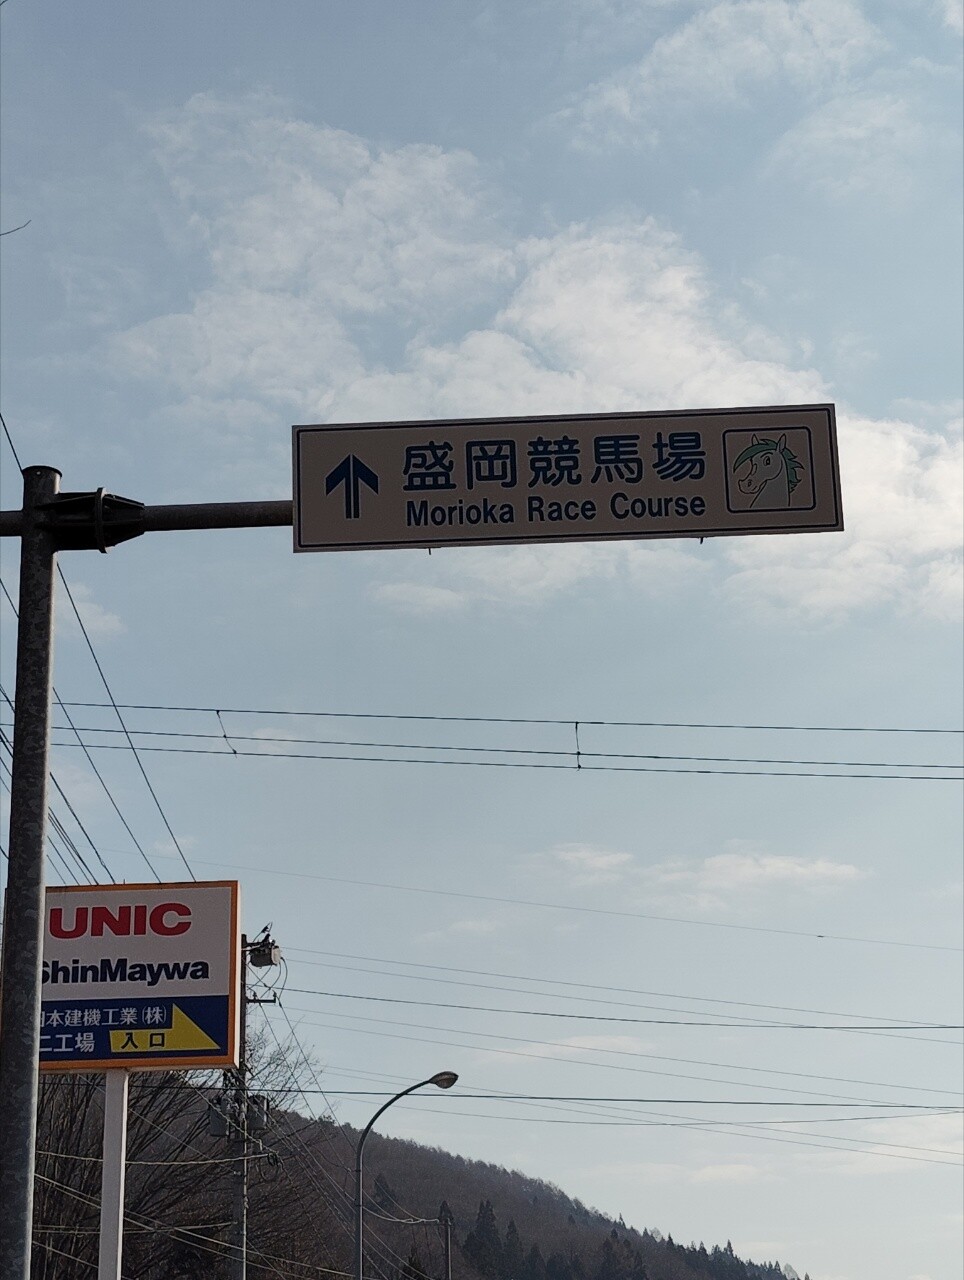 盛岡競馬場
Morioka Race Course
UNIC
ShinMaywa
本建機工業(株)
二工場 入口